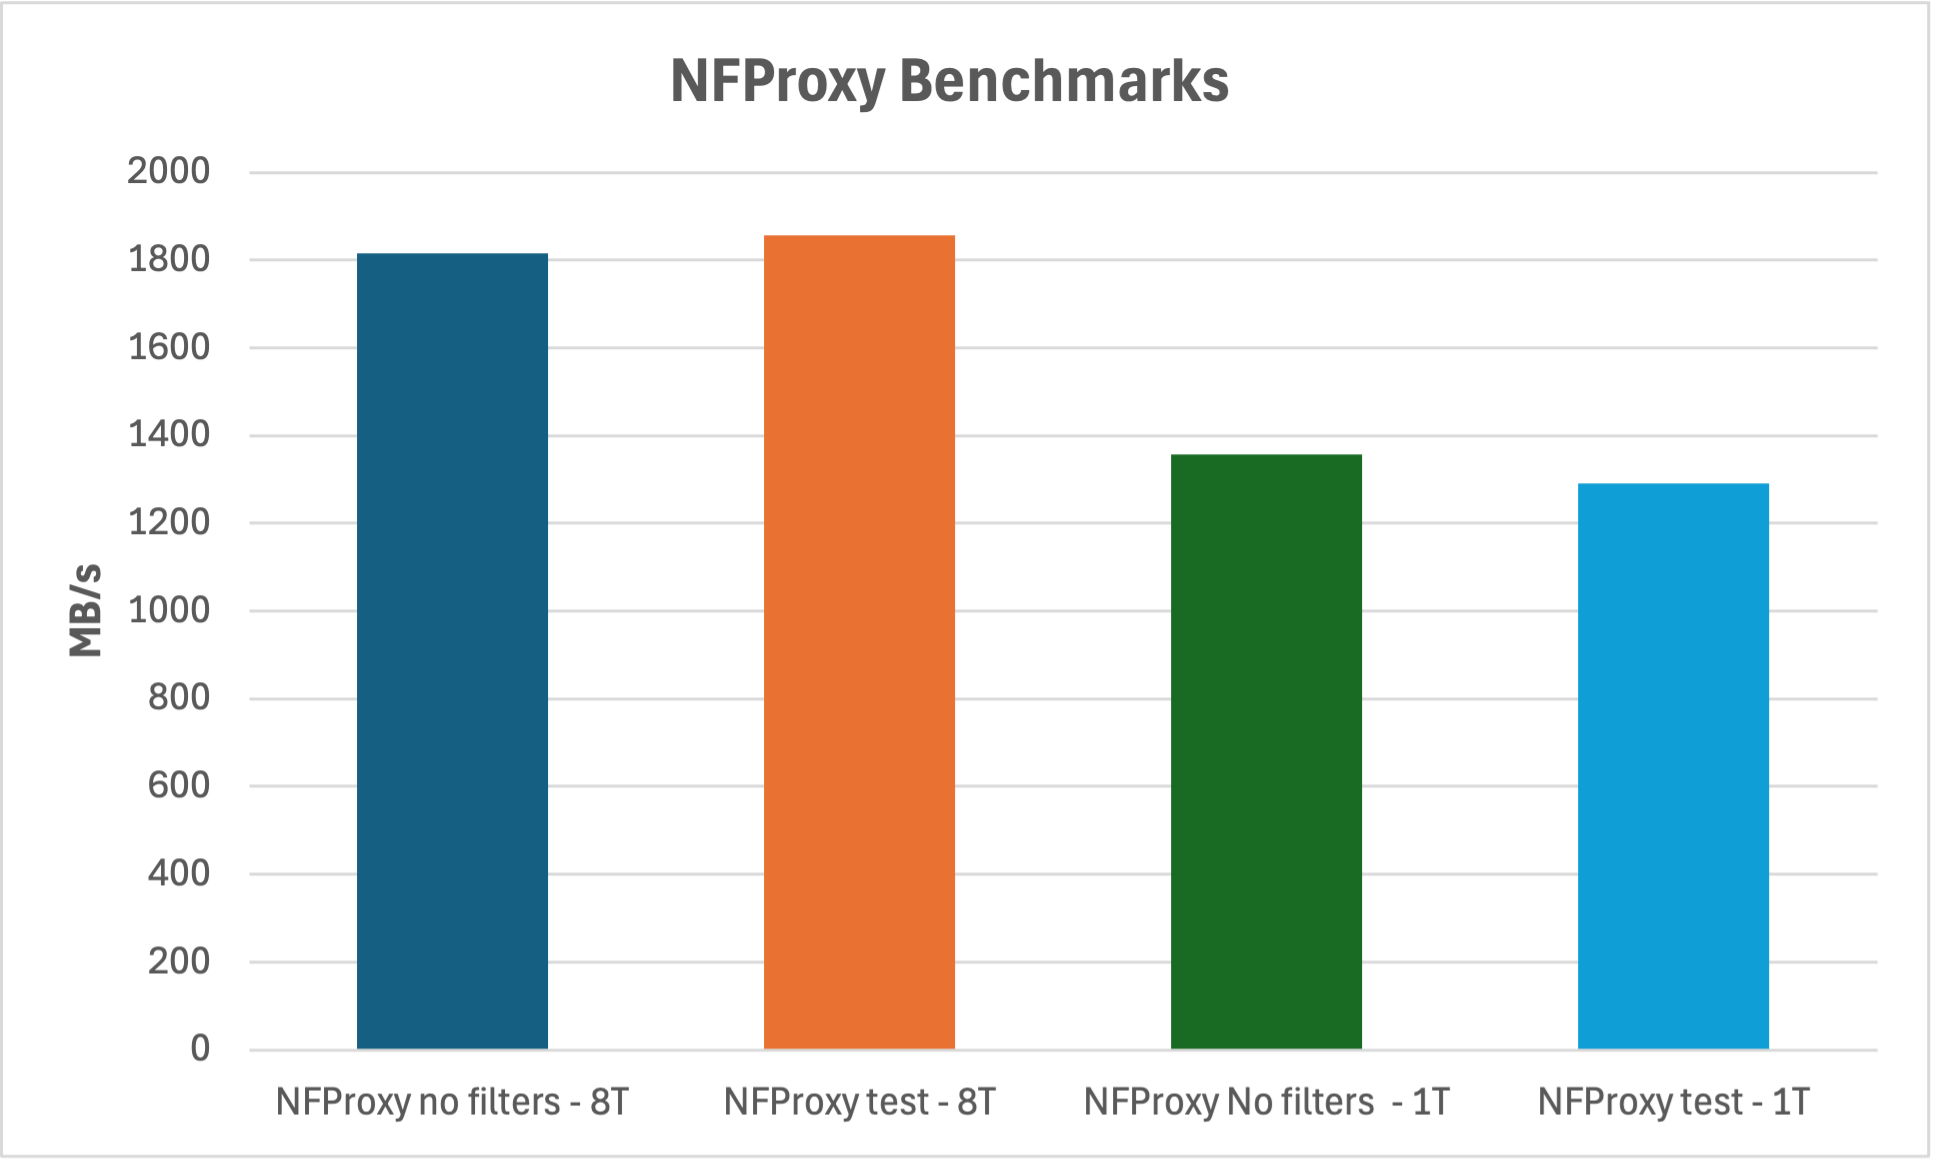 NFProxy Benchmarks
MB/s
2000
1800
1600
1400
1200
1000
800
600
400
200
0
NFProxy no filters - 8T
NFProxy test - 8T
NFProxy No filters  - 1T
NFProxy test - 1T